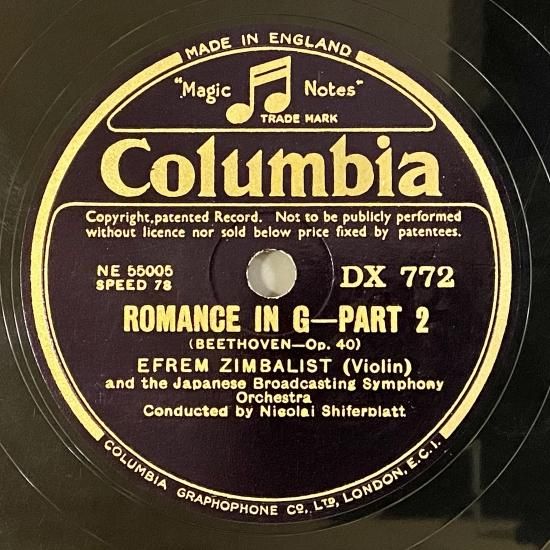 MADE IN ENGLAND
"Magic Notes"
TRADE MARK
Columbia
Copyright, patented Record. Not to be publicly performed
without licence nor sold below price fixed by patentees.
NE 55005
SPEED 78
DX 772
ROMANCE IN G—PART 2
(BEETHOVEN—Op. 40)
EFREM ZIMBALIST (Violin)
and the Japanese Broadcasting Symphony
Orchestra
Conducted by Nicolai Shiferblatt
COLUMBIA GRAPHOPHONE CO., LTD, LONDON, E.C.1.